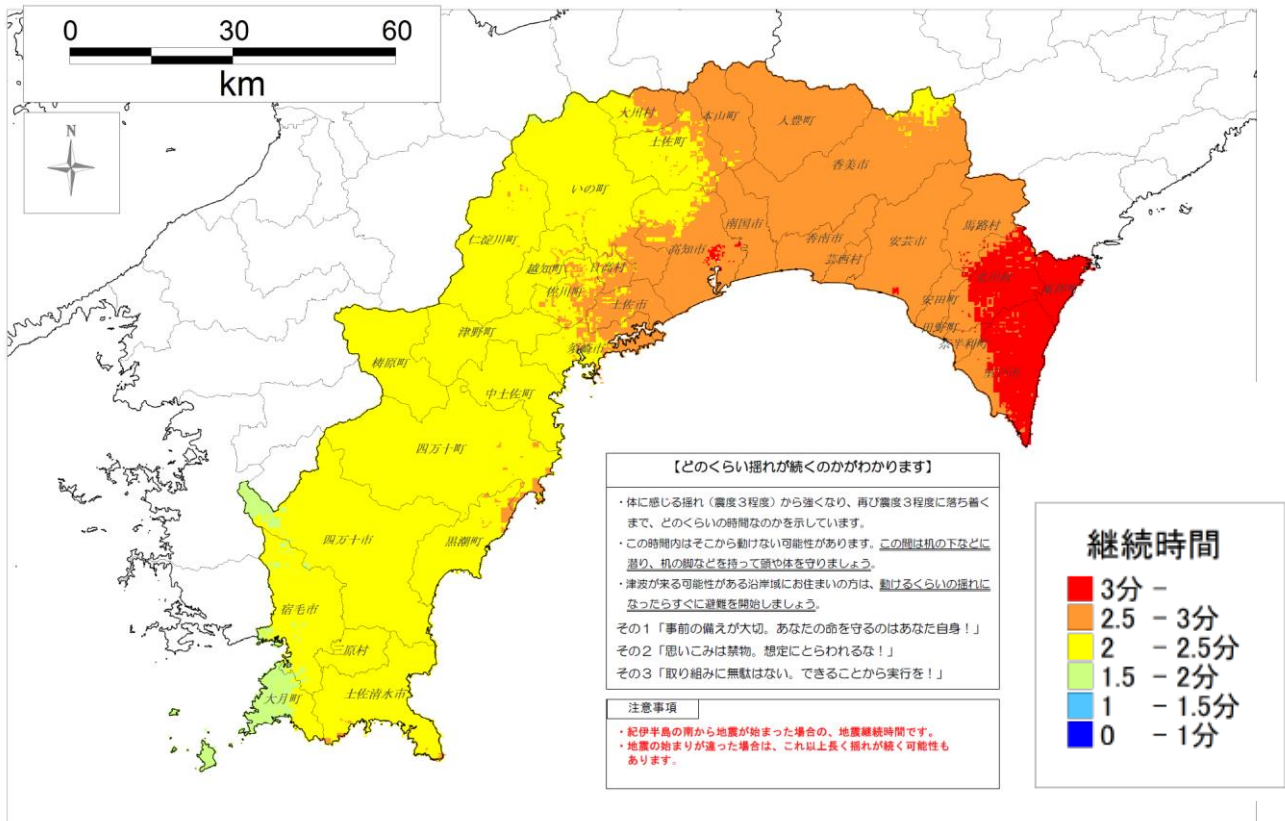 0 30 60
km
N
大川村
本山町
大豊町
土佐町
香美市
いの町
馬路村
南国市
仁淀川町
高知市
香南市
安芸市
越知町
日高村
芸西村
北川村
東洋町
佐川町
安田町
土佐市
津野町
田野町
須崎市
奈半利町
梼原町
室戸市
中土佐町
四万十町
四万十市
黒潮町
宿毛市
三原村
大月町
土佐清水市
【どのくらい揺れが続くのかがわかります】
・体に感じる揺れ（震度３程度）から強くなり、再び震度３程度に落ち着く
まで、どのくらいの時間なのかを示しています。
・この時間内はそこから動けない可能性があります。この間は机の下などに
潜り、机の脚などを持って頭や体を守りましょう。
・津波が来る可能性がある沿岸域にお住まいの方は、動けるくらいの揺れに
なったらすぐに避難を開始しましょう。
その１「事前の備えが大切。あなたの命を守るのはあなた自身！」
その２「思いこみは禁物。想定にとらわれるな！」
その３「取り組みに無駄はない。できることから実行を！」
注意事項
・紀伊半島の南から地震が始まった場合の、地震継続時間です。
・地震の始まりが違った場合は、これ以上長く揺れが続く可能性も
あります。
継続時間
3分 -
2.5 - 3分
2 - 2.5分
1.5 - 2分
1 - 1.5分
0 - 1分